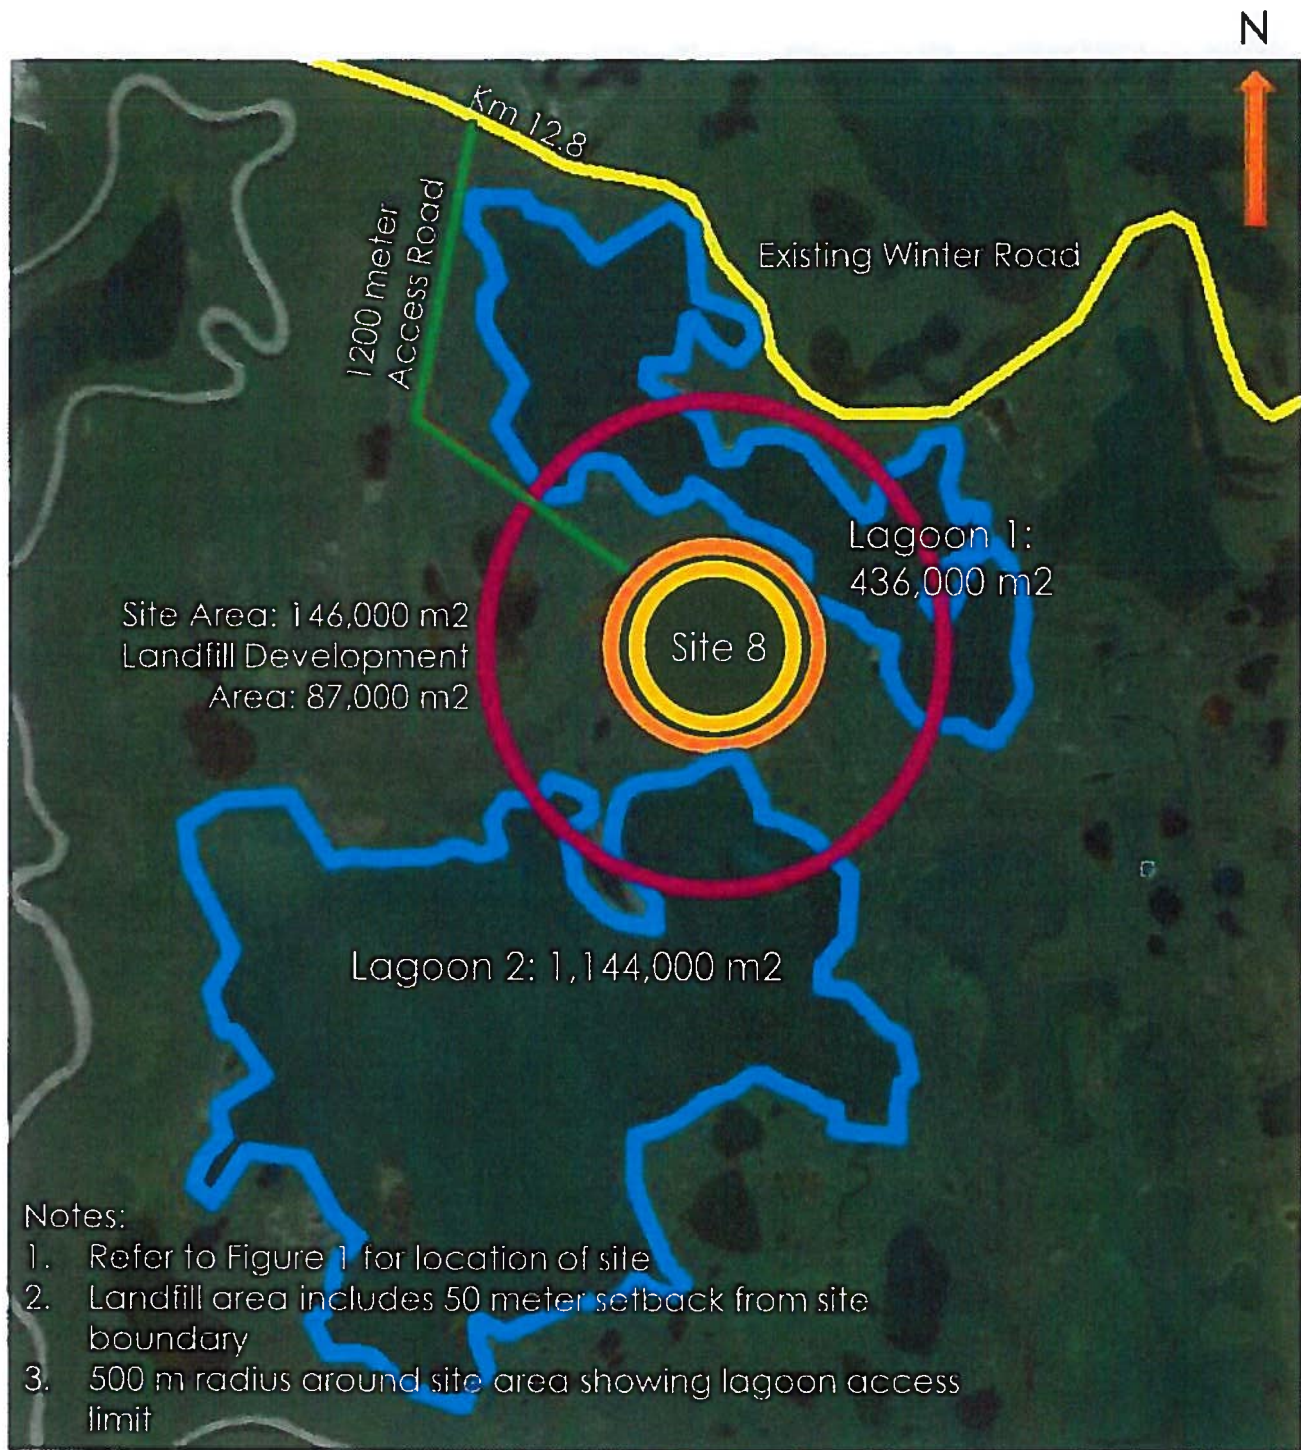 N
Km 12.8
1200 meter
Access Road
Existing Winter Road
Lagoon 1:
436,000 m2
Site Area: 146,000 m2
Landfill Development
Area: 87,000 m2
Site 8
Lagoon 2: 1,144,000 m2
Notes:
1. Refer to Figure 1 for location of site
2. Landfill area includes 50 meter setback from site
boundary
3. 500 m radius around site area showing lagoon access
limit